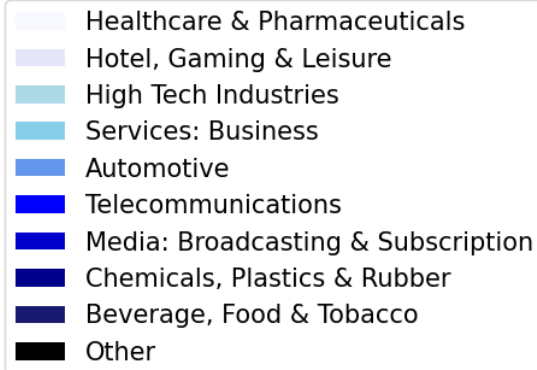 Healthcare & Pharmaceuticals
Hotel, Gaming & Leisure
High Tech Industries
Services: Business
Automotive
Telecommunications
Media: Broadcasting & Subscription
Chemicals, Plastics & Rubber
Beverage, Food & Tobacco
Other